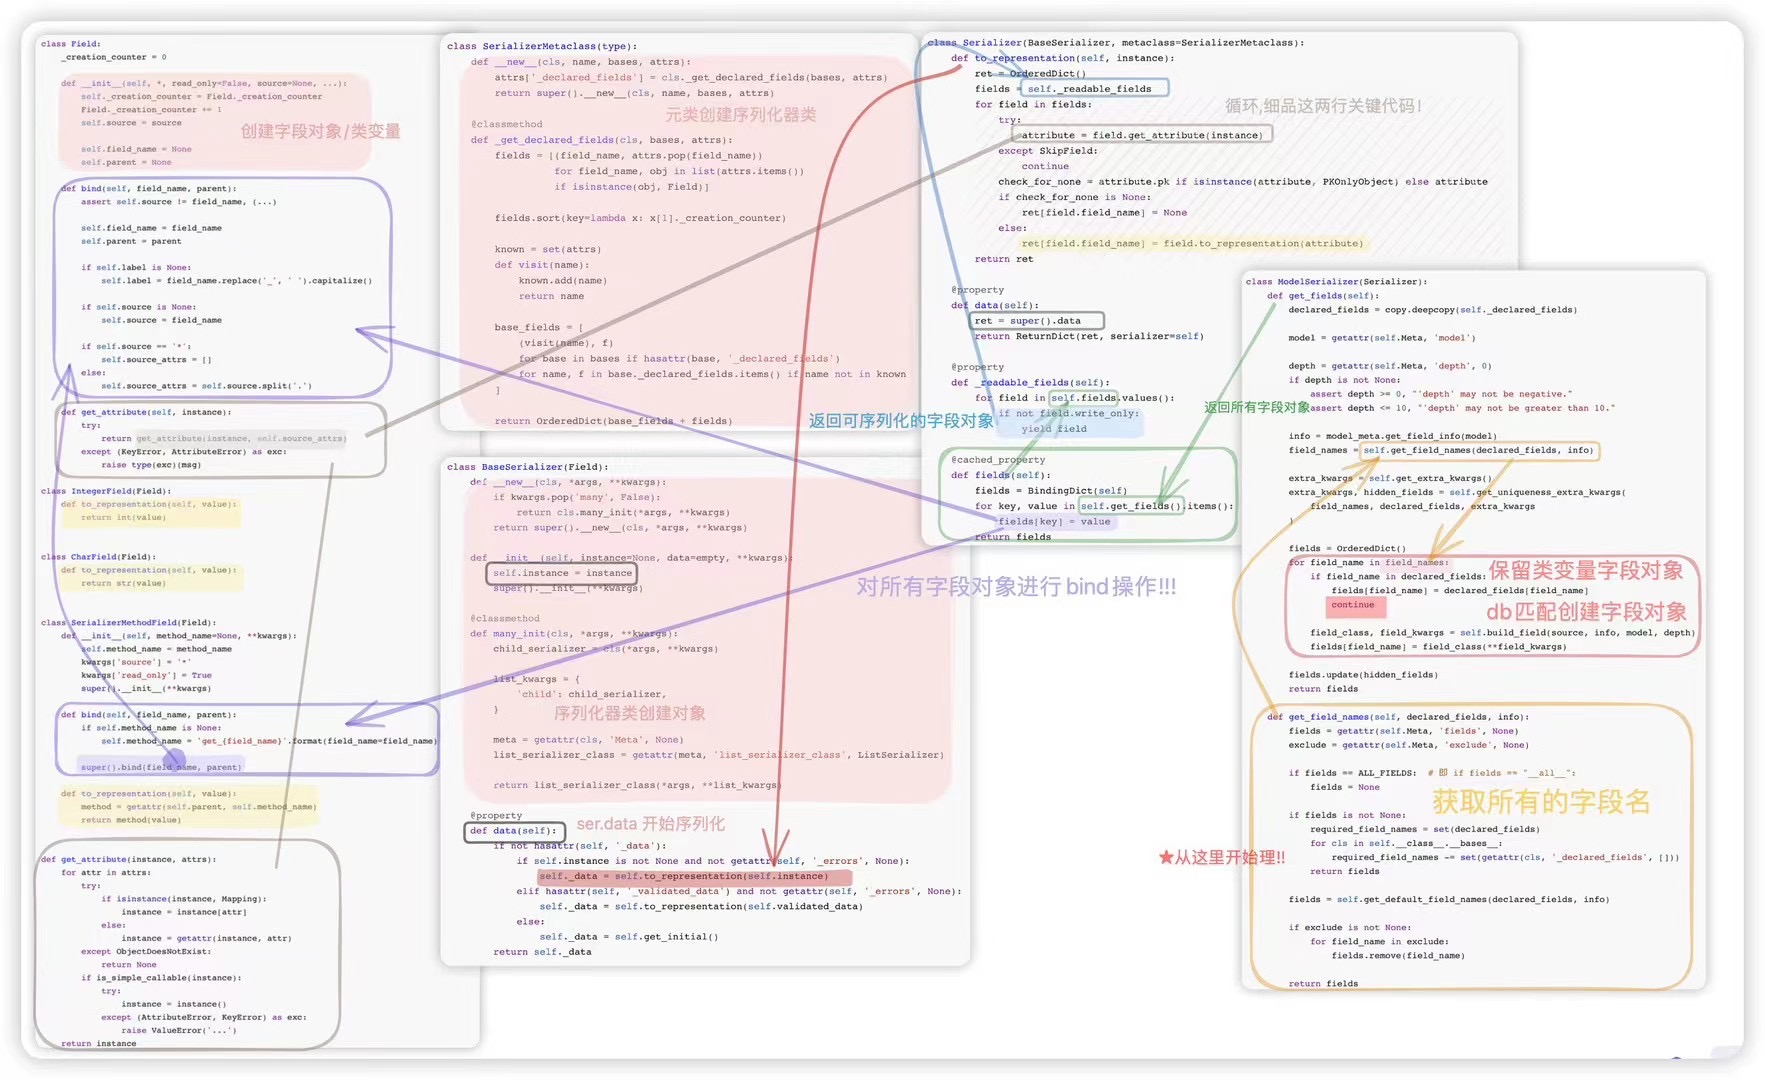 class Field:
_creation_counter = 0
def __init__(self, *, read_only=False, source=None, ...):
self._creation_counter = Field._creation_counter
Field._creation_counter += 1
self.source = source
创建字段对象/类变量
self.field_name = None
self.parent = None
def bind(self, field_name, parent):
assert self.source != field_name, (...)
self.field_name = field_name
self.parent = parent
if self.label is None:
self.label = field_name.replace('_', ' ').capitalize()
if self.source is None:
self.source = field_name
if self.source == '*':
self.source_attrs = []
else:
self.source_attrs = self.source.split('.')
def get_attribute(self, instance):
try:
return get_attribute(instance, self.source_attrs)
except (KeyError, AttributeError) as exc:
raise type(exc)(msg)
class IntegerField(Field):
def to_representation(self, value):
return int(value)
class CharField(Field):
def to_representation(self, value):
return str(value)
class SerializerMethodField(Field):
def __init__(self, method_name=None, **kwargs):
self.method_name = method_name
kwargs['source'] = '*'
kwargs['read_only'] = True
super().__init__(**kwargs)
def bind(self, field_name, parent):
if self.method_name is None:
self.method_name = 'get_{field_name}'.format(field_name=field_name)
super().bind(field_name, parent)
def to_representation(self, value):
method = getattr(self.parent, self.method_name)
return method(value)
def get_attribute(instance, attrs):
for attr in attrs:
try:
if isinstance(instance, Mapping):
instance = instance[attr]
else:
instance = getattr(instance, attr)
except ObjectDoesNotExist:
return None
if is_simple_callable(instance):
try:
instance = instance()
except (AttributeError, KeyError) as exc:
raise ValueError('...')
return instance
class SerializerMetaclass(type):
def __new__(cls, name, bases, attrs):
attrs['_declared_fields'] = cls._get_declared_fields(bases, attrs)
return super().__new__(cls, name, bases, attrs)
元类创建序列化器类
@classmethod
def _get_declared_fields(cls, bases, attrs):
fields = [(field_name, attrs.pop(field_name))
for field_name, obj in list(attrs.items())
if isinstance(obj, Field)]
fields.sort(key=lambda x: x[1]._creation_counter)
known = set(attrs)
def visit(name):
known.add(name)
return name
base_fields = [
(visit(name), f)
for base in bases if hasattr(base, '_declared_fields')
for name, f in base._declared_fields.items() if name not in known
]
return OrderedDict(base_fields + fields)
class BaseSerializer(Field):
def __new__(cls, *args, **kwargs):
if kwargs.pop('many', False):
return cls.many_init(*args, **kwargs)
return super().__new__(cls, *args, **kwargs)
def __init__(self, instance=None, data=empty, **kwargs):
self.instance = instance
super().__init__(**kwargs)
@classmethod
def many_init(cls, *args, **kwargs):
child_serializer = cls(*args, **kwargs)
list_kwargs = {
'child': child_serializer,
}
序列化器类创建对象
meta = getattr(cls, 'Meta', None)
list_serializer_class = getattr(meta, 'list_serializer_class', ListSerializer)
return list_serializer_class(*args, **list_kwargs)
@property
def data(self):
ser.data 开始序列化
if not hasattr(self, '_data'):
if self.instance is not None and not getattr(self, '_errors', None):
self._data = self.to_representation(self.instance)
elif hasattr(self, '_validated_data') and not getattr(self, '_errors', None):
self._data = self.to_representation(self.validated_data)
else:
self._data = self.get_initial()
return self._data
class Serializer(BaseSerializer, metaclass=SerializerMetaclass):
def to_representation(self, instance):
ret = OrderedDict()
fields = self._readable_fields
for field in fields:
循环,细品这两行关键代码!
try:
attribute = field.get_attribute(instance)
except SkipField:
continue
check_for_none = attribute.pk if isinstance(attribute, PKOnlyObject) else attribute
if check_for_none is None:
ret[field.field_name] = None
else:
ret[field.field_name] = field.to_representation(attribute)
return ret
@property
def data(self):
ret = super().data
return ReturnDict(ret, serializer=self)
@property
def _readable_fields(self):
for field in self.fields.values():
if not field.write_only:
yield field
返回可序列化的字段对象
@cached_property
def fields(self):
fields = BindingDict(self)
for key, value in self.get_fields().items():
fields[key] = value
return fields
返回所有字段对象
对所有字段对象进行bind操作!!!
class ModelSerializer(Serializer):
def get_fields(self):
declared_fields = copy.deepcopy(self._declared_fields)
model = getattr(self.Meta, 'model')
depth = getattr(self.Meta, 'depth', 0)
if depth is not None:
assert depth >= 0, "'depth' may not be negative."
assert depth <= 10, "'depth' may not be greater than 10."
info = model_meta.get_field_info(model)
field_names = self.get_field_names(declared_fields, info)
extra_kwargs = self.get_extra_kwargs()
extra_kwargs, hidden_fields = self.get_uniqueness_extra_kwargs(
field_names, declared_fields, extra_kwargs
)
fields = OrderedDict()
for field_name in field_names:
if field_name in declared_fields:
保留类变量字段对象
fields[field_name] = declared_fields[field_name]
continue
db匹配创建字段对象
field_class, field_kwargs = self.build_field(source, info, model, depth)
fields[field_name] = field_class(**field_kwargs)
fields.update(hidden_fields)
return fields
def get_field_names(self, declared_fields, info):
fields = getattr(self.Meta, 'fields', None)
exclude = getattr(self.Meta, 'exclude', None)
if fields == ALL_FIELDS:  # 即 if fields == "__all__":
fields = None
获取所有的字段名
if fields is not None:
required_field_names = set(declared_fields)
for cls in self.__class__.__bases__:
required_field_names -= set(getattr(cls, '_declared_fields', []))
return fields
★从这里开始理!!
fields = self.get_default_field_names(declared_fields, info)
if exclude is not None:
for field_name in exclude:
fields.remove(field_name)
return fields